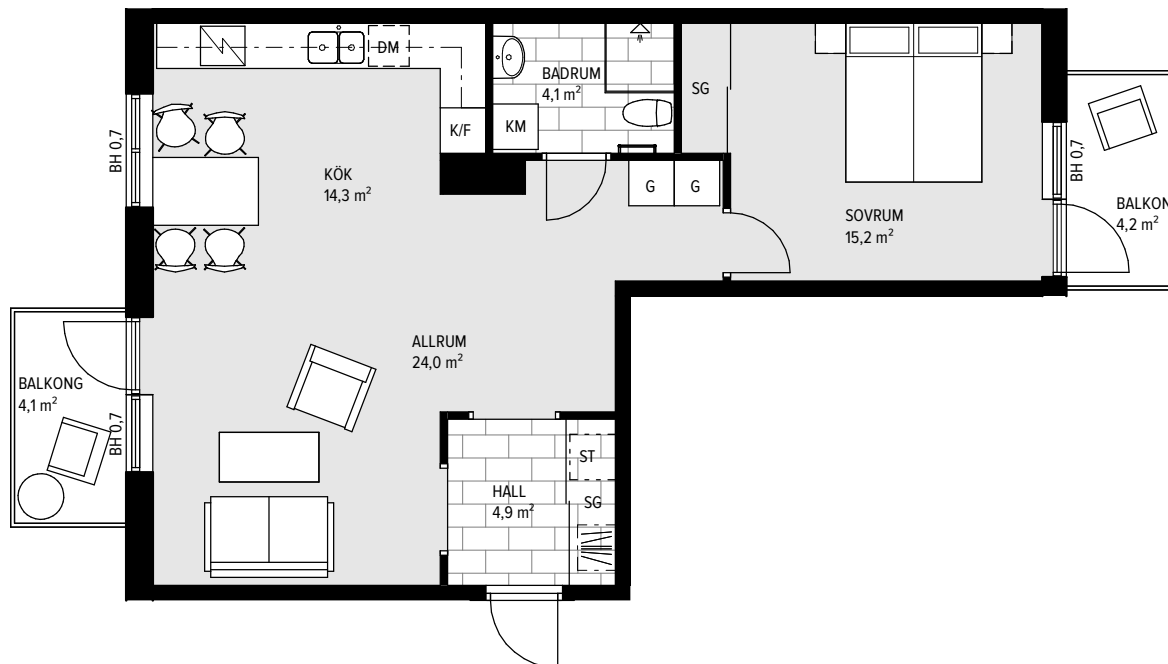 DM
BADRUM
4,1 m²
SG
K/F
KM
BH 0,7
KÖK
14,3 m²
G
G
BH 0,7
SOVRUM
15,2 m²
BALKON
4,2 m²
ALLRUM
24,0 m²
BALKONG
4,1 m²
BH 0,7
ST
HALL
4,9 m²
SG